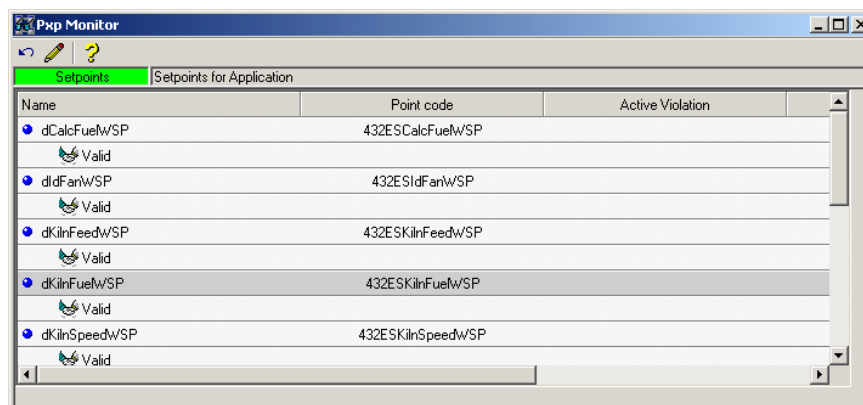 Pxp Monitor
Setpoints Setpoints for Application
Name Point code Active Violation
dCalcFuelWSP 432ESCalcFuelWSP
Valid
dIdFanWSP 432ESIdFanWSP
Valid
dKilnFeedWSP 432ESKilnFeedWSP
Valid
dKilnFuelWSP 432ESKilnFuelWSP
Valid
dKilnSpeedWSP 432ESKilnSpeedWSP
Valid